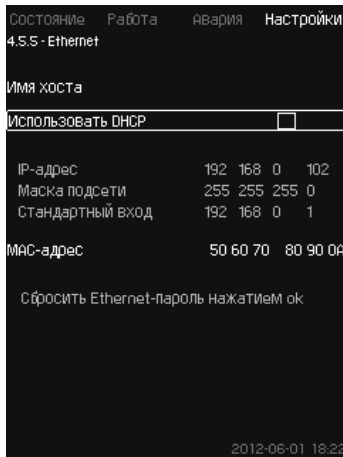 Состояние Работа Авария Настройки
4.5.5 - Ethernet
Имя хоста
Использовать DHCP
IP-адрес 192 168 0 102
Маска подсети 255 255 255 0
Стандартный вход 192 168 0 1
MAC-адрес 50 60 70 80 90 0A
Сбросить Ethernet-пароль нажатием ok
2012-06-01 18:22